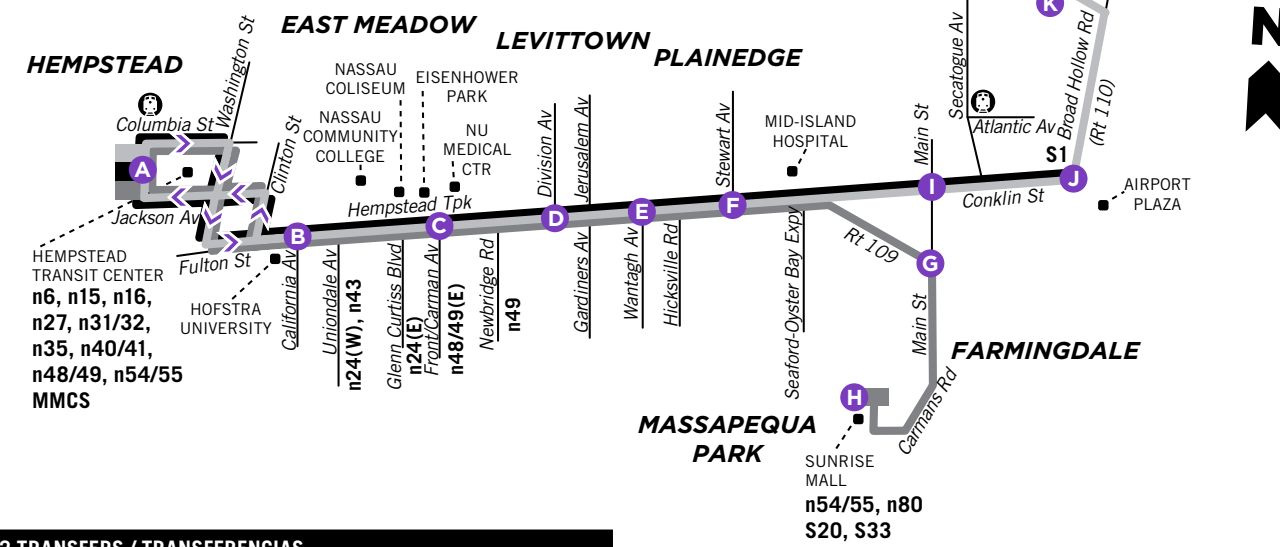 EAST MEADOW
LEVITTOWN
PLAINEDGE
HEMPSTEAD
Washington St
Columbia St
Clinton St
Jackson Av
Fulton St
A
HEMPSTEAD
TRANSIT CENTER
n6, n15, n16,
n27, n31/32,
n35, n40/41,
n48/49, n54/55
MMCS
HOFSTRA
UNIVERSITY
NASSAU
COLISEUM
EISENHOWER
PARK
NASSAU
COMMUNITY
COLLEGE
NU
MEDICAL
CTR
Hempstead Tpk
B
California Av
Uniondale Av
n24(W), n43
Glenn Curtiss Blvd
n24(E)
C
Front/Carman Av
n48/49(E)
Newbridge Rd
n49
Division Av
D
Jerusalem Av
Gardiners Av
E
Wantagh Av
Hicksville Rd
Stewart Av
F
MID-ISLAND
HOSPITAL
Seaford-Oyster Bay Expy
Rt 109
G
Main St
I
Main St
Secatogue Av
Atlantic Av
K
Broad Hollow Rd
(Rt 110)
S1
J
Conklin St
AIRPORT
PLAZA
N
FARMINGDALE
Carmans Rd
H
MASSAPEQUA
PARK
SUNRISE
MALL
n54/55, n80
S20, S33
TRANSFERS / TRANSFERENCIAS